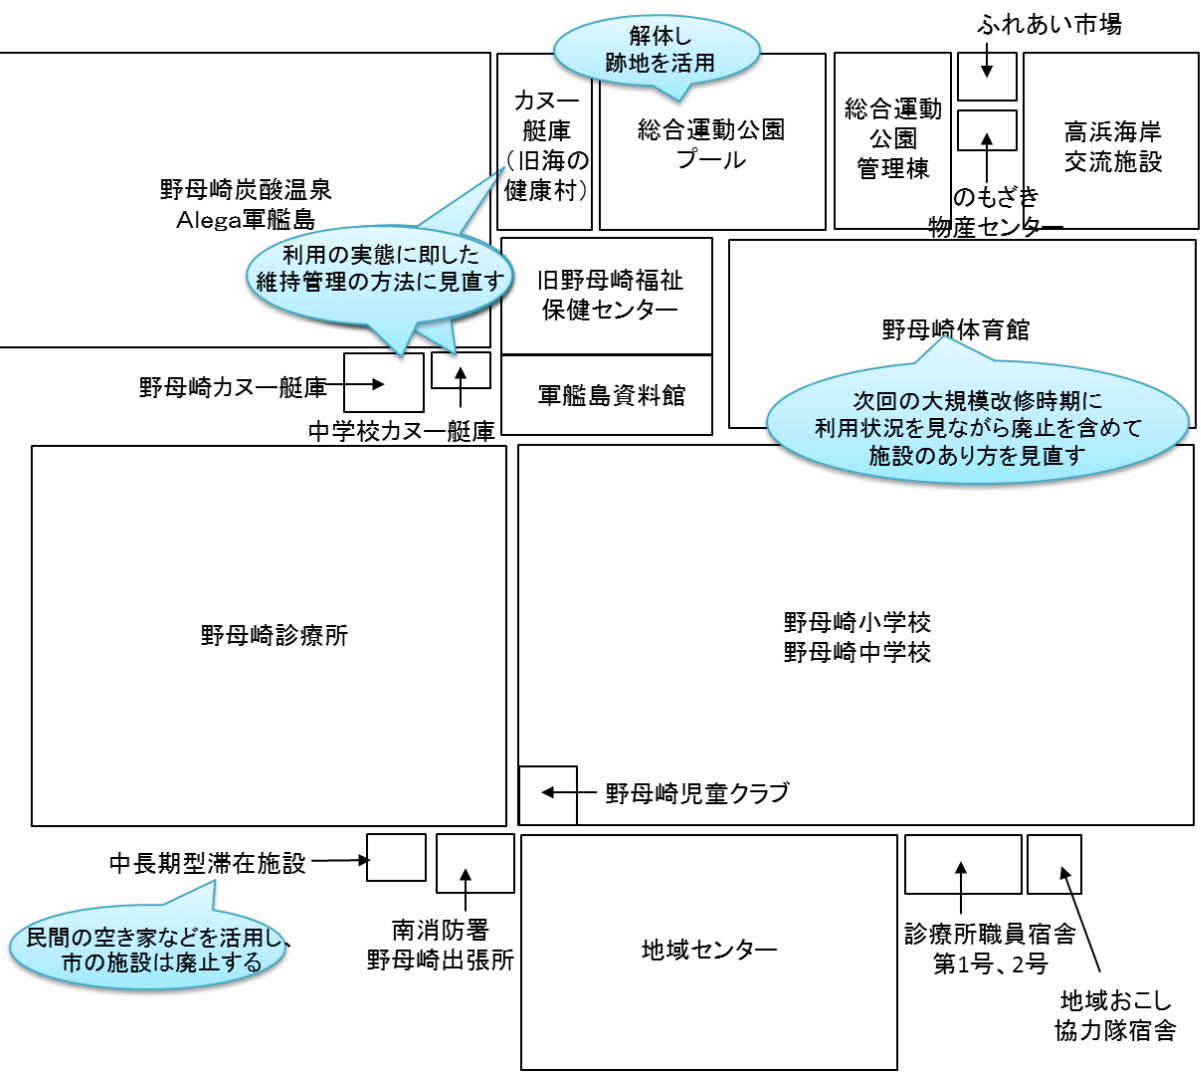 ふれあい市場
解体し
跡地を活用
カヌー
艇庫
（旧海の
健康村）
総合運動公園
プール
総合運動
公園
管理棟
高浜海岸
交流施設
野母崎炭酸温泉
Alega軍艦島
のもざき
物産センター
利用の実態に即した
維持管理の方法に見直す
旧野母崎福祉
保健センター
野母崎体育館
野母崎カヌー艇庫
中学校カヌー艇庫
軍艦島資料館
次回の大規模改修時期に
利用状況を見ながら廃止を含めて
施設のあり方を見直す
野母崎診療所
野母崎小学校
野母崎中学校
野母崎児童クラブ
中長期型滞在施設
民間の空き家などを活用し、
市の施設は廃止する
南消防署
野母崎出張所
地域センター
診療所職員宿舎
第1号、2号
地域おこし
協力隊宿舎